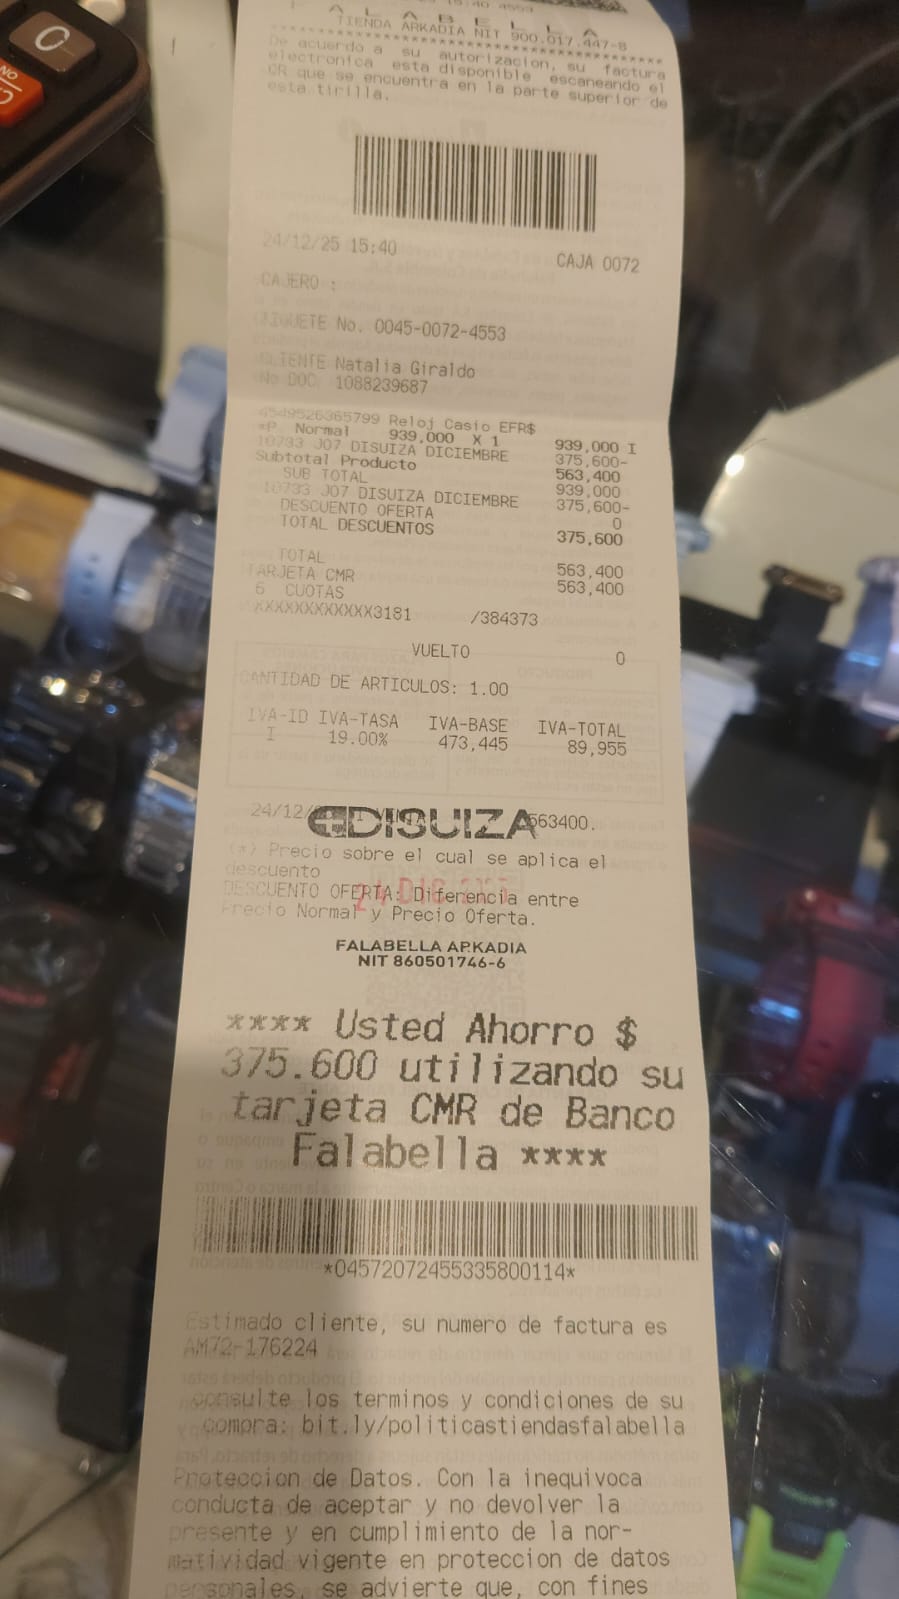 F A L A B E L L A
TIENDA ARKADIA NIT 900.017.447-8
De acuerdo a su autorizacion, su factura
electronica esta disponible escaneando el
QR que se encuentra en la parte superior de
esta tirilla.
24/12/25 15:40 CAJA 0072
CAJERO :
TIQUETE No. 0045-0072-4553
CLIENTE Natalia Giraldo
No DOC. 1088239687
4549526365799 Reloj Casio EFR$
*P. Normal 939,000 X 1 939,000 I
10733 J07 DISUIZA DICIEMBRE 375,600-
Subtotal Producto 563,400
SUB TOTAL 939,000
10733 J07 DISUIZA DICIEMBRE 375,600-
DESCUENTO OFERTA 0
TOTAL DESCUENTOS 375,600
TOTAL 563,400
TARJETA CMR 563,400
6 CUOTAS
XXXXXXXXXXXX3181 /384373
VUELTO 0
CANTIDAD DE ARTICULOS: 1.00
IVA-ID IVA-TASA IVA-BASE IVA-TOTAL
I 19.00% 473,445 89,955
24/12/ 563400.
DISUIZA
(*) Precio sobre el cual se aplica el
descuento
DESCUENTO OFERTA: Diferencia entre
Precio Normal y Precio Oferta.
24 DIC
FALABELLA ARKADIA
NIT 860501746-6
**** Usted Ahorro $
375.600 utilizando su
tarjeta CMR de Banco
Falabella ****
*04572072455335800114*
Estimado cliente, su numero de factura es
AM72-176224
consulte los terminos y condiciones de su
compra: bit.ly/politicastiendasfalabella
Proteccion de Datos. Con la inequivoca
conducta de aceptar y no devolver la
presente y en cumplimiento de la nor-
matividad vigente en proteccion de datos
personales, se advierte que, con fines